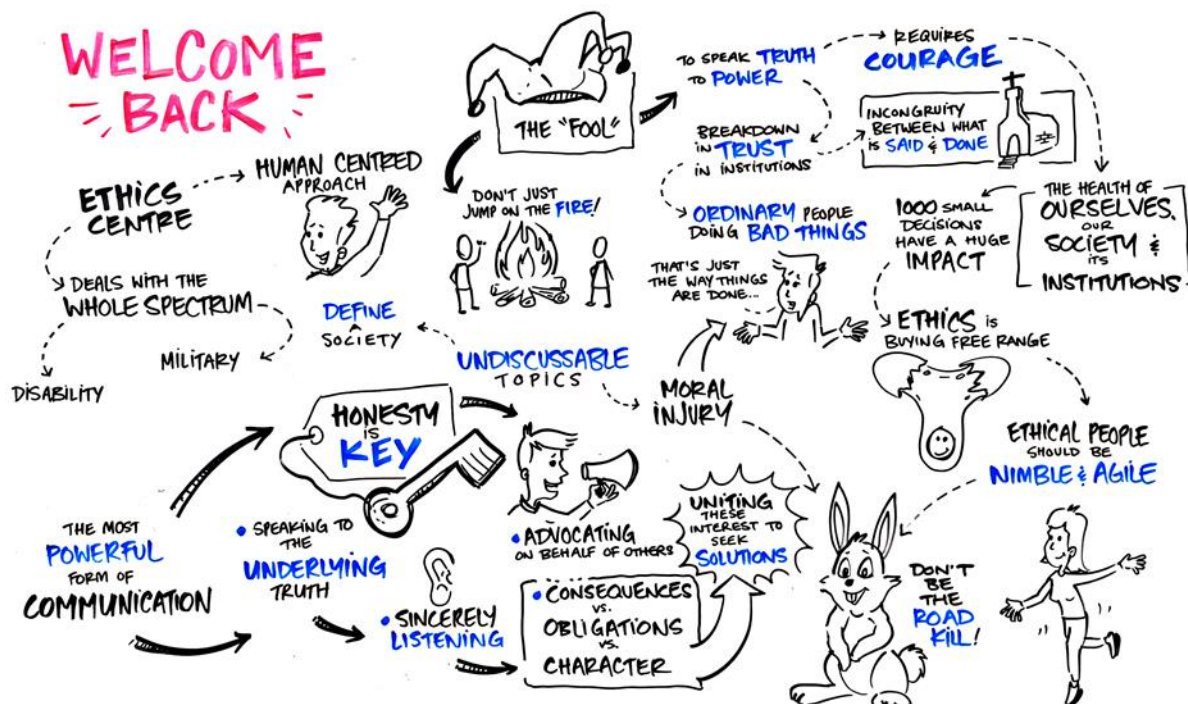 WELCOME
BACK
ETHICS
CENTRE
HUMAN CENTRED
APPROACH
DEALS WITH THE
WHOLE SPECTRUM
MILITARY
DISABILITY
DEFINE
SOCIETY
THE "FOOL"
DON'T JUST
JUMP ON THE FIRE!
TO SPEAK TRUTH
TO POWER
REQUIRES
COURAGE
BREAKDOWN
IN TRUST
IN INSTITUTIONS
INCONGRUITY
BETWEEN WHAT
IS SAID & DONE
ORDINARY PEOPLE
DOING BAD THINGS
THAT'S JUST
THE WAY THINGS
ARE DONE...
THE HEALTH OF
OURSELVES,
OUR
SOCIETY &
ITS
INSTITUTIONS
1000 SMALL
DECISIONS
HAVE A HUGE
IMPACT
ETHICS IS
BUYING FREE RANGE
ETHICAL PEOPLE
SHOULD BE
NIMBLE & AGILE
UNDISCUSSABLE
TOPICS
MORAL
INJURY
THE MOST
POWERFUL
FORM OF
COMMUNICATION
HONESTY
IS
KEY
• SPEAKING TO
THE
UNDERLYING
TRUTH
• SINCERELY
LISTENING
• ADVOCATING
ON BEHALF OF OTHERS
• CONSEQUENCES
VS.
OBLIGATIONS
VS.
CHARACTER
UNITING
THESE
INTEREST TO
SEEK
SOLUTIONS
DON'T
BE
THE
ROAD
KILL!